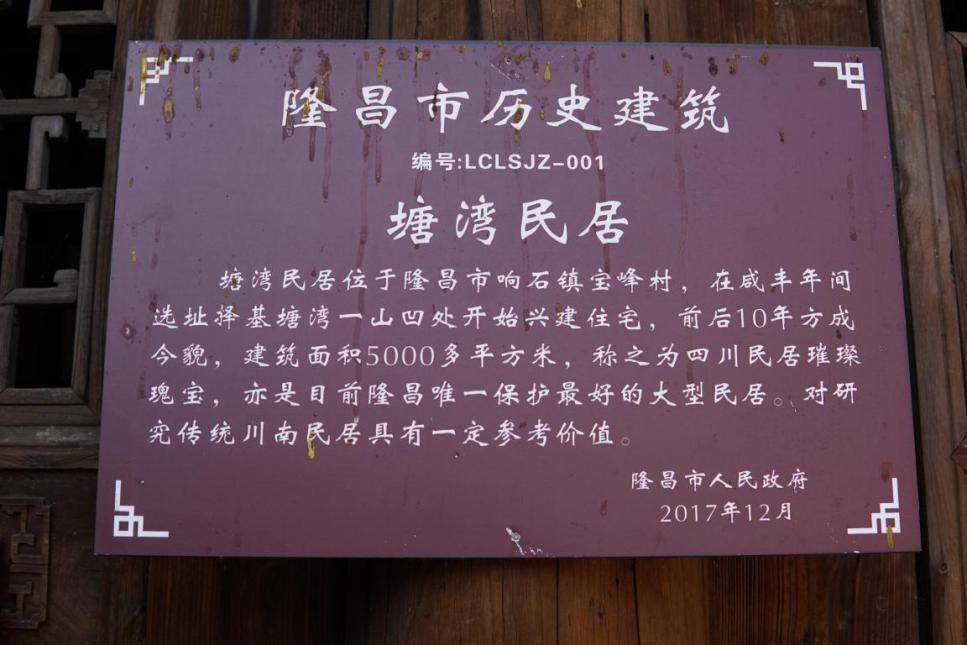 隆昌市历史建筑
编号:LCLSJZ-001
塘湾民居
塘湾民居位于隆昌市响石镇宝峰村，在咸丰年间
选址择基塘湾一山凹处开始兴建住宅，前后10年方成
今貌，建筑面积5000多平方米，称之为四川民居璀璨
瑰宝，亦是目前隆昌唯一保护最好的大型民居。对研
究传统川南民居具有一定参考价值。
隆昌市人民政府
2017年12月